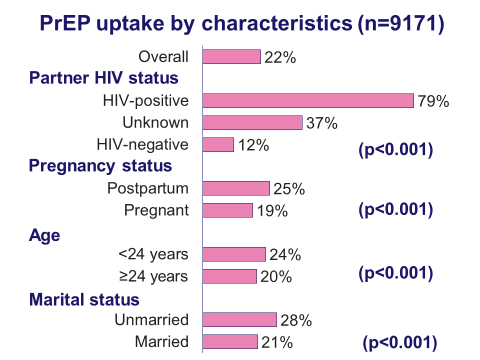 PrEP uptake by characteristics (n=9171)
Overall 22%
Partner HIV status
HIV-positive 79%
Unknown 37%
HIV-negative 12% (p<0.001)
Pregnancy status
Postpartum 25%
Pregnant 19% (p<0.001)
Age
<24 years 24%
≥24 years 20% (p<0.001)
Marital status
Unmarried 28%
Married 21% (p<0.001)